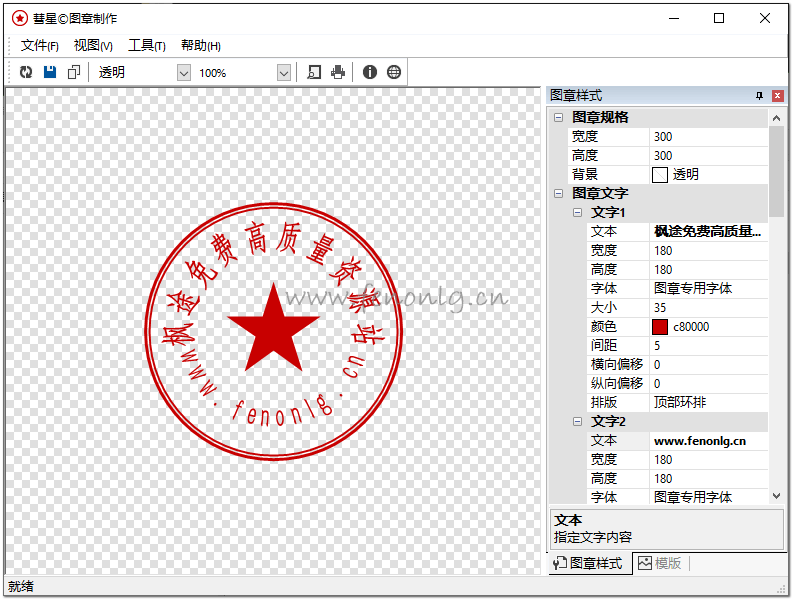 彗星©图章制作
文件(F) 视图(V) 工具(T) 帮助(H)
透明 100%
枫途免费高质量资源站
www.fenonlg.cn
www.fenonlg.cn
图章样式
图章规格
宽度 300
高度 300
背景 透明
图章文字
文字1
文本 枫途免费高质量...
宽度 180
高度 180
字体 图章专用字体
大小 35
颜色 c80000
间距 5
横向偏移 0
纵向偏移 0
排版 顶部环排
文字2
文本 www.fenonlg.cn
宽度 180
高度 180
字体 图章专用字体
文本
指定文字内容
图章样式 模版
就绪